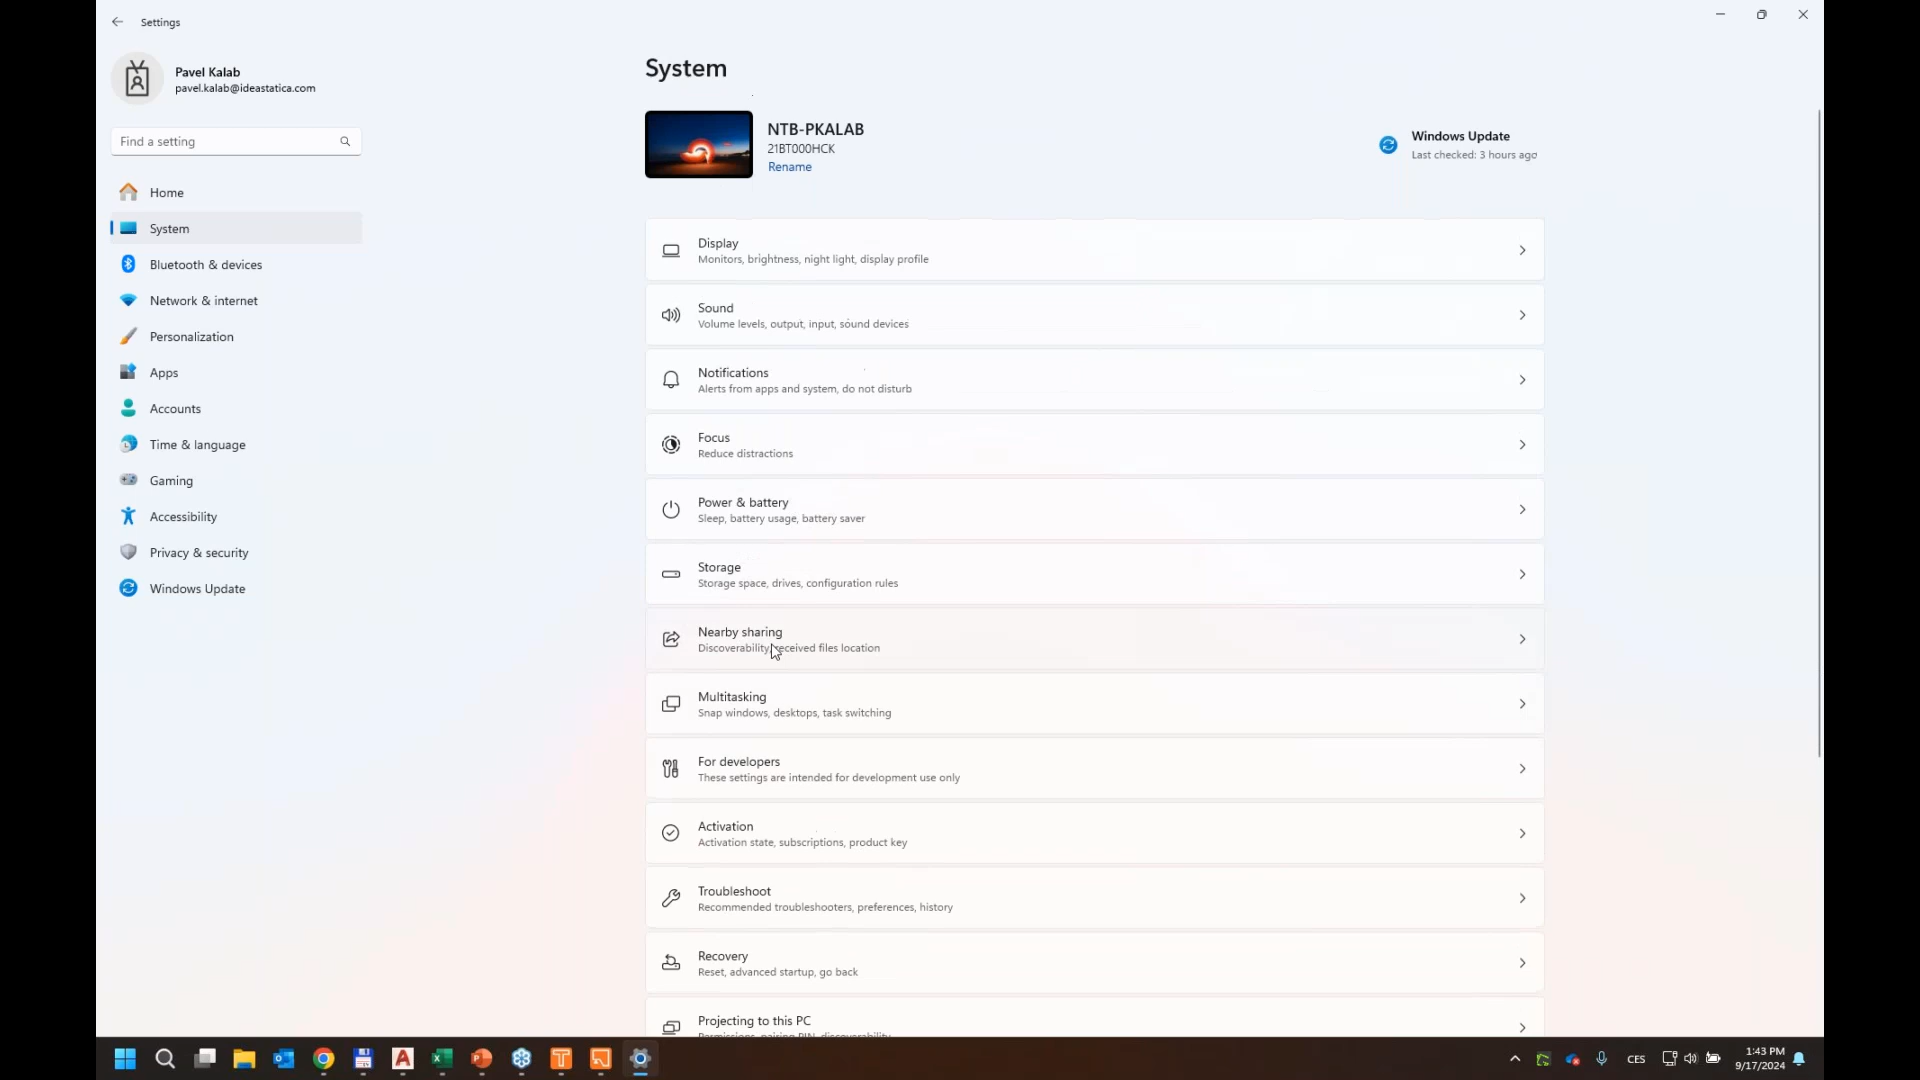 Settings
Pavel Kalab
pavel.kalab@ideastatica.com
Find a setting
Home
System
Bluetooth & devices
Network & internet
Personalization
Apps
Accounts
Time & language
Gaming
Accessibility
Privacy & security
Windows Update
System
NTB-PKALAB
21BT000HCK
Rename
Windows Update
Last checked: 3 hours ago
Display
Monitors, brightness, night light, display profile
Sound
Volume levels, output, input, sound devices
Notifications
Alerts from apps and system, do not disturb
Focus
Reduce distractions
Power & battery
Sleep, battery usage, battery saver
Storage
Storage space, drives, configuration rules
Nearby sharing
Discoverability, received files location
Multitasking
Snap windows, desktops, task switching
For developers
These settings are intended for development use only
Activation
Activation state, subscriptions, product key
Troubleshoot
Recommended troubleshooters, preferences, history
Recovery
Reset, advanced startup, go back
Projecting to this PC
Permissions, pairing PIN, discoverability
CES
1:43 PM
9/17/2024